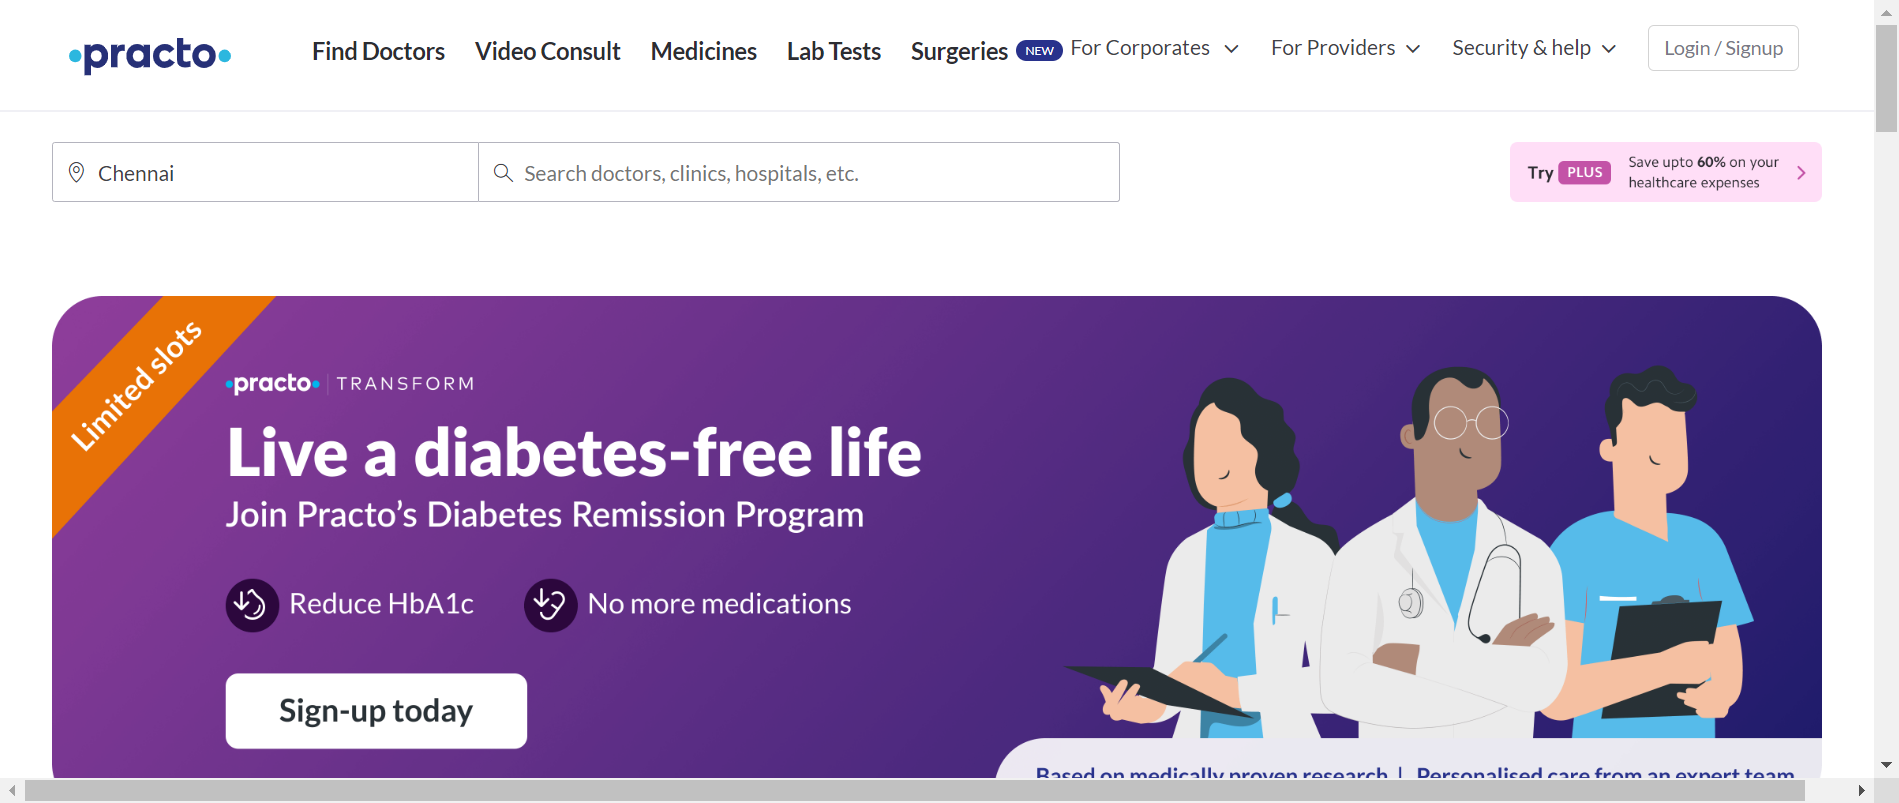 practo
Find Doctors
Video Consult
Medicines
Lab Tests
Surgeries
NEW
For Corporates
For Providers
Security & help
Login / Signup
Chennai
Search doctors, clinics, hospitals, etc.
Try PLUS
Save upto 60% on your
healthcare expenses
Limited slots
practo TRANSFORM
Live a diabetes-free life
Join Practo's Diabetes Remission Program
Reduce HbA1c
No more medications
Sign-up today
Based on medically proven research | Personalised care from an expert team